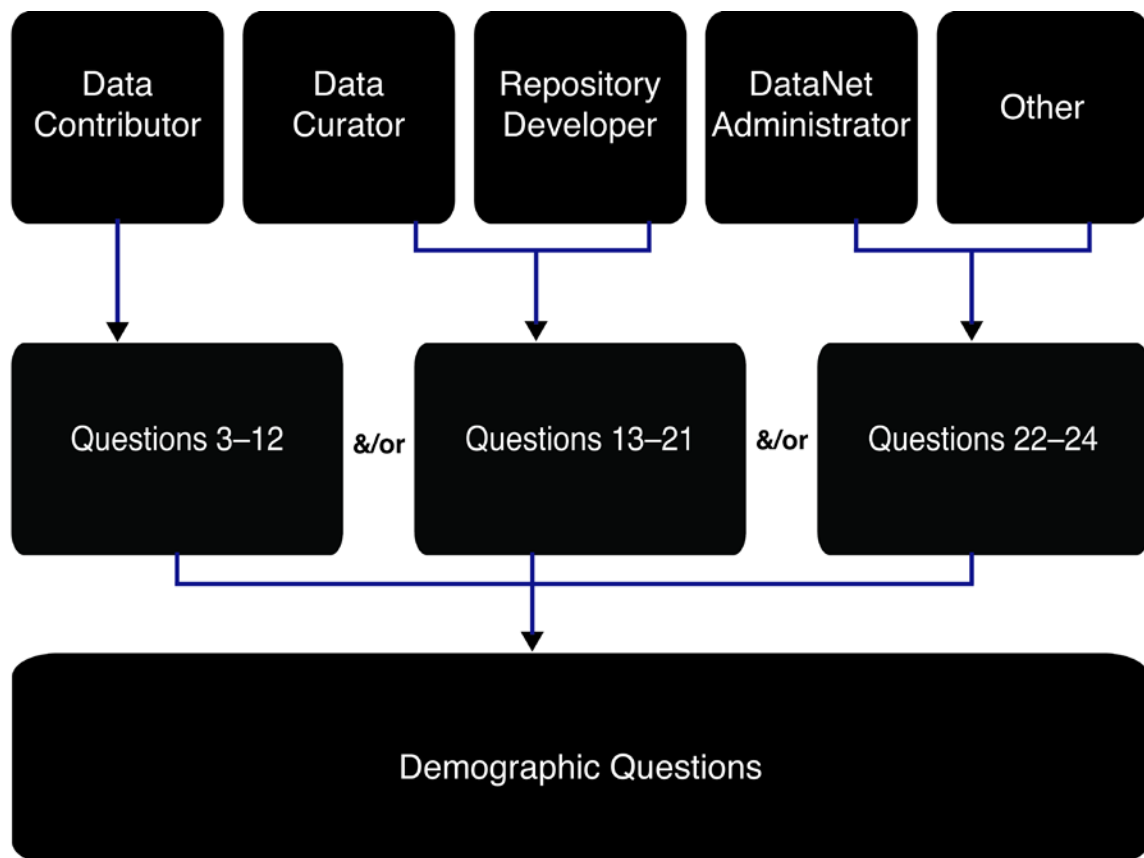 Data
Contributor
Data
Curator
Repository
Developer
DataNet
Administrator
Other
Questions 3–12
&/or
Questions 13–21
&/or
Questions 22–24
Demographic Questions